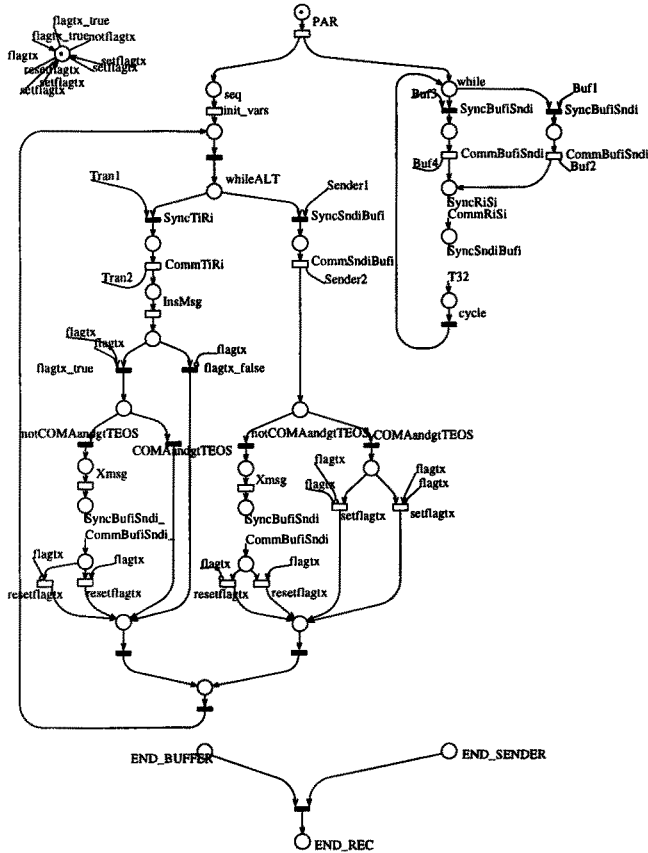 flagtx_true
flagtx_true
notflagtx
flagtx
setflagtx
resetflagtx
setflagtx
setflagtx
setflagtx
PAR
seq
init_vars
while
Buf3
Buf1
SyncBufiSndi
SyncBufiSndi
CommBufiSndi
CommBufiSndi
Buf4
Buf2
SyncRiSi
CommRiSi
SyncSndiBufi
T32
cycle
whileALT
Tran1
Sender1
SyncTiRi
SyncSndiBufi
CommTiRi
CommSndiBufi
Tran2
Sender2
InsMsg
flagtx
flagtx
flagtx
flagtx_true
flagtx_false
notCOMAandgtTEOS
COMAandgtTEOS
notCOMAandgtTEOS
COMAandgtTEOS
Xmsg
Xmsg
flagtx
flagtx
flagtx
flagtx
setflagtx
setflagtx
SyncBufiSndi_
CommBufiSndi_
SyncBufiSndi
CommBufiSndi
flagtx
flagtx
flagtx
flagtx
resetflagtx
resetflagtx
resetflagtx
resetflagtx
END_BUFFER
END_SENDER
END_REC